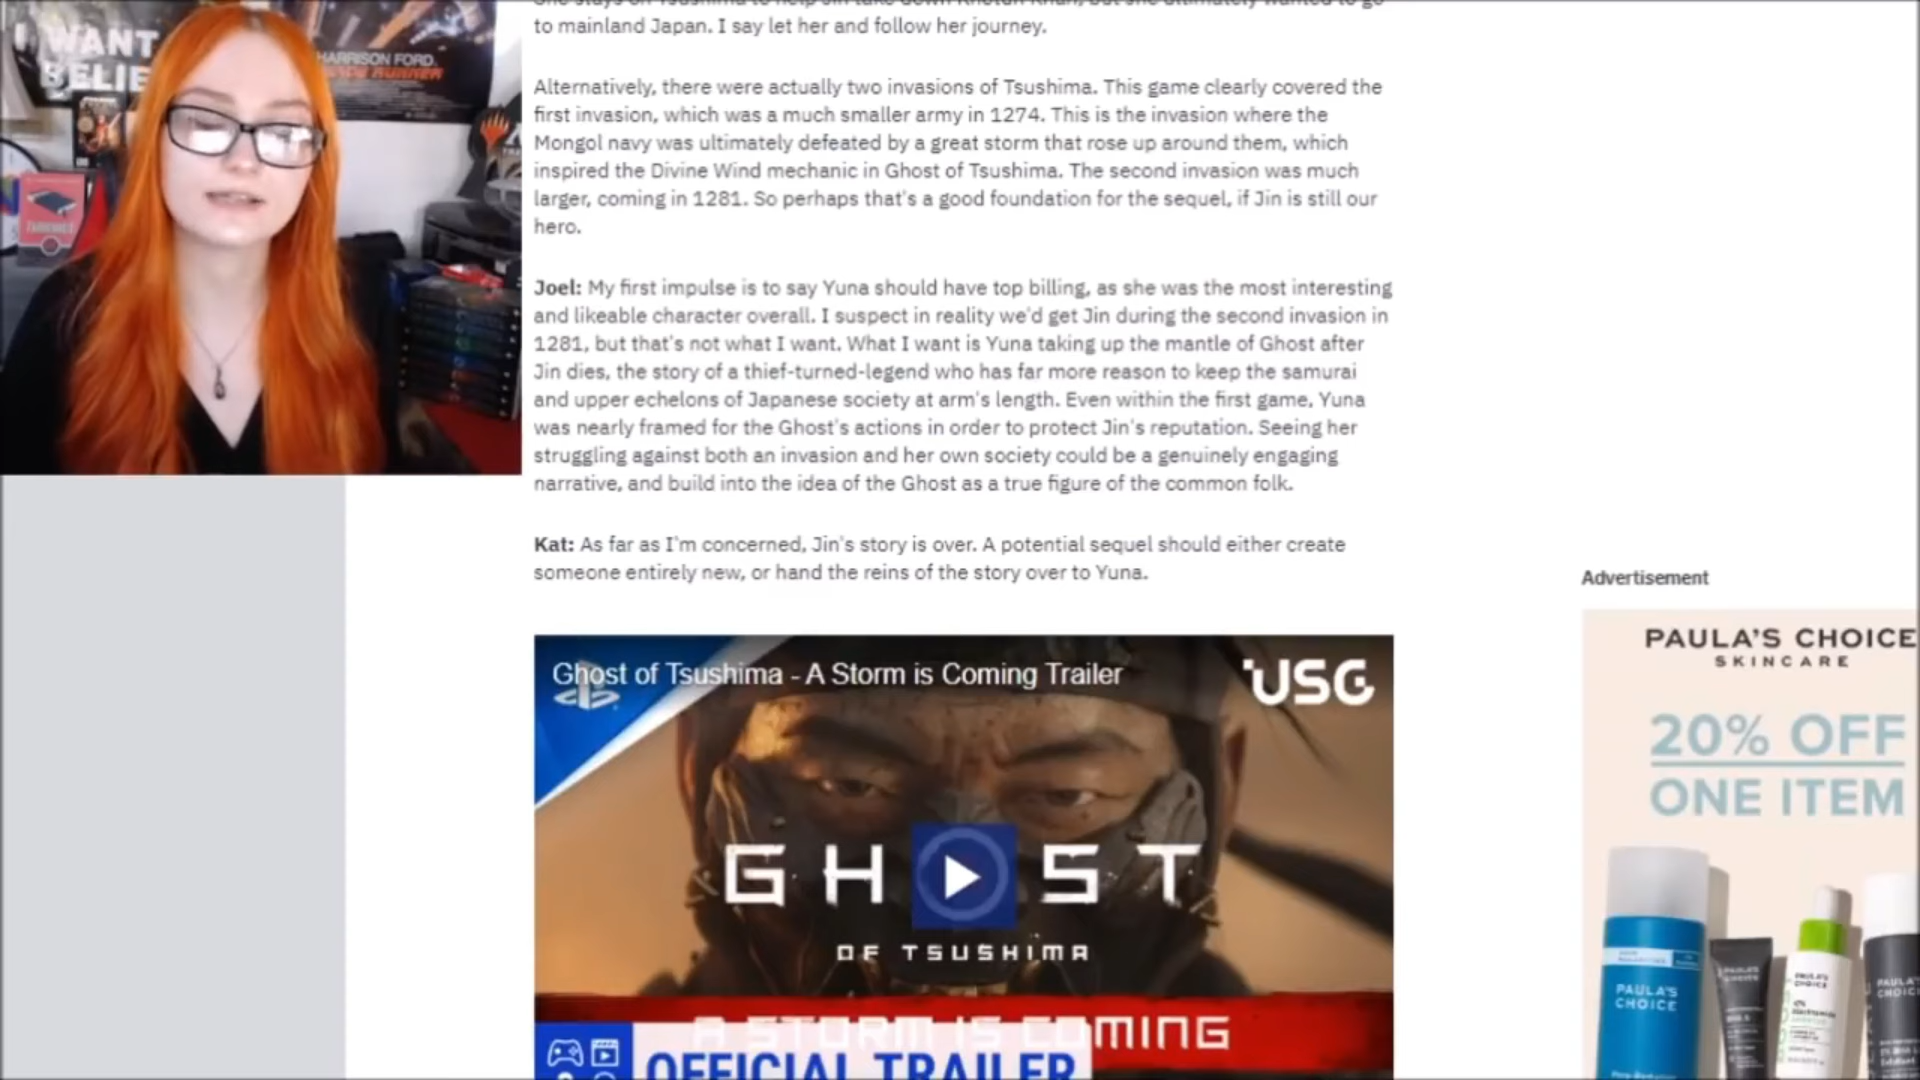 I WANT
BELIE
HARRISON FORD
to mainland Japan. I say let her and follow her journey.
Alternatively, there were actually two invasions of Tsushima. This game clearly covered the
first invasion, which was a much smaller army in 1274. This is the invasion where the
Mongol navy was ultimately defeated by a great storm that rose up around them, which
inspired the Divine Wind mechanic in Ghost of Tsushima. The second invasion was much
larger, coming in 1281. So perhaps that's a good foundation for the sequel, if Jin is still our
hero.
Joel: My first impulse is to say Yuna should have top billing, as she was the most interesting
and likeable character overall. I suspect in reality we'd get Jin during the second invasion in
1281, but that's not what I want. What I want is Yuna taking up the mantle of Ghost after
Jin dies, the story of a thief-turned-legend who has far more reason to keep the samurai
and upper echelons of Japanese society at arm's length. Even within the first game, Yuna
was nearly framed for the Ghost's actions in order to protect Jin's reputation. Seeing her
struggling against both an invasion and her own society could be a genuinely engaging
narrative, and build into the idea of the Ghost as a true figure of the common folk.
Kat: As far as I'm concerned, Jin's story is over. A potential sequel should either create
someone entirely new, or hand the reins of the story over to Yuna.
Ghost of Tsushima - A Storm is Coming Trailer
USG
GH ST
OF TSUSHIMA
A STORM IS COMING
OFFICIAL TRAILER
Advertisement
PAULA'S CHOICE
SKINCARE
20% OFF
ONE ITEM
PAULA'S
CHOICE
PAULA'S
CHOICE